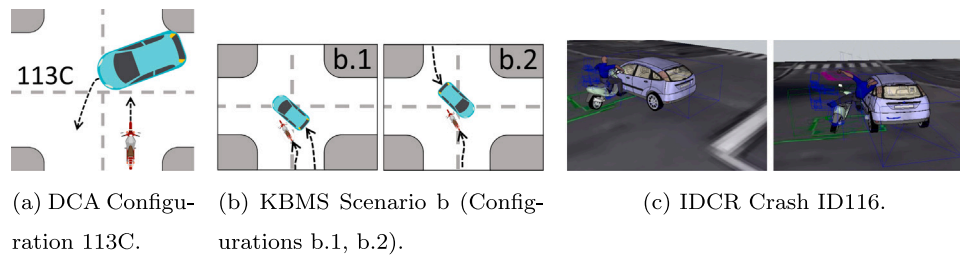 113C
b.1
b.2
(a) DCA Configu-
ration 113C.
(b) KBMS Scenario b (Config-
urations b.1, b.2).
(c) IDCR Crash ID116.